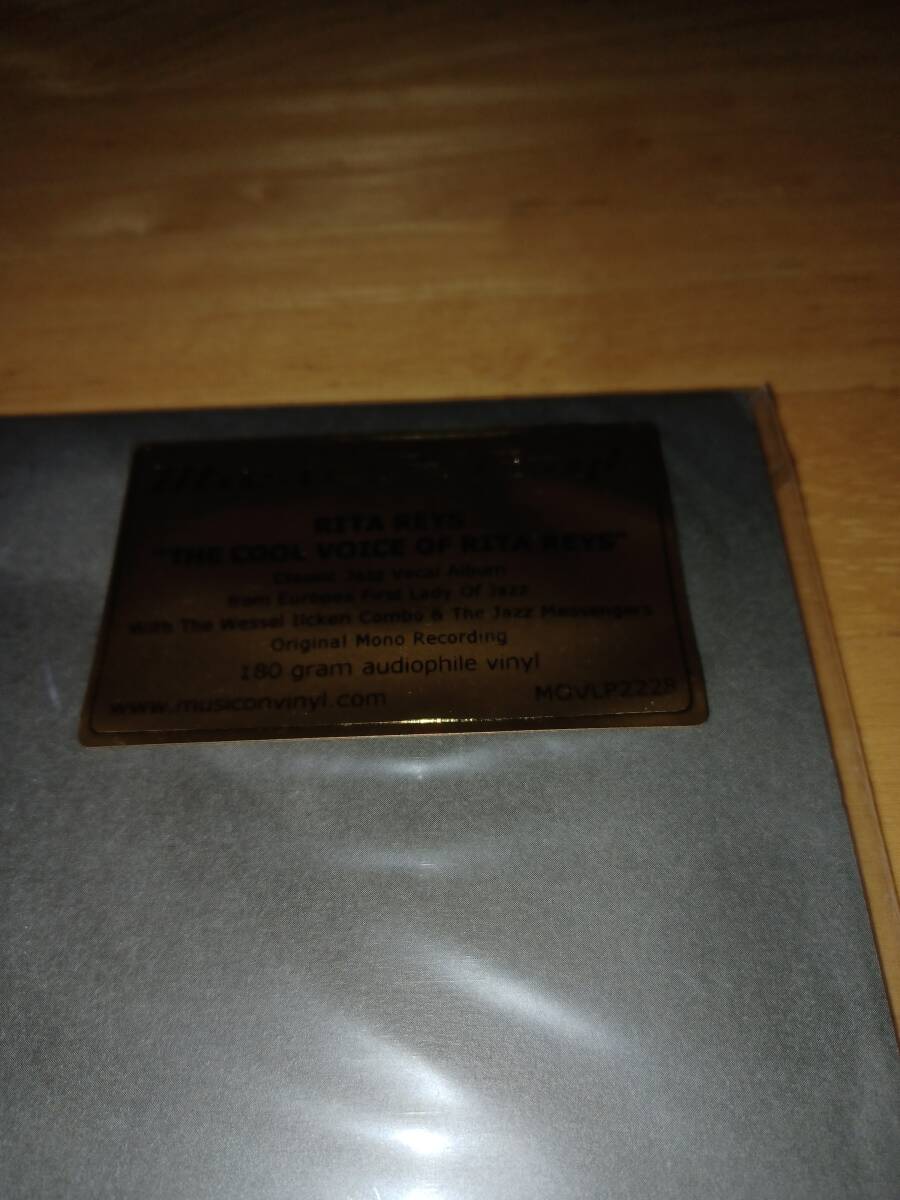 RITA REYS
"THE COOL VOICE OF RITA REYS"
Classic Jazz Vocal Album
from Europes First Lady Of Jazz
With The Wessel Ilcken Combo & The Jazz Messengers
Original Mono Recording
180 gram audiophile vinyl
www.musiconvinyl.com MOVLP2228